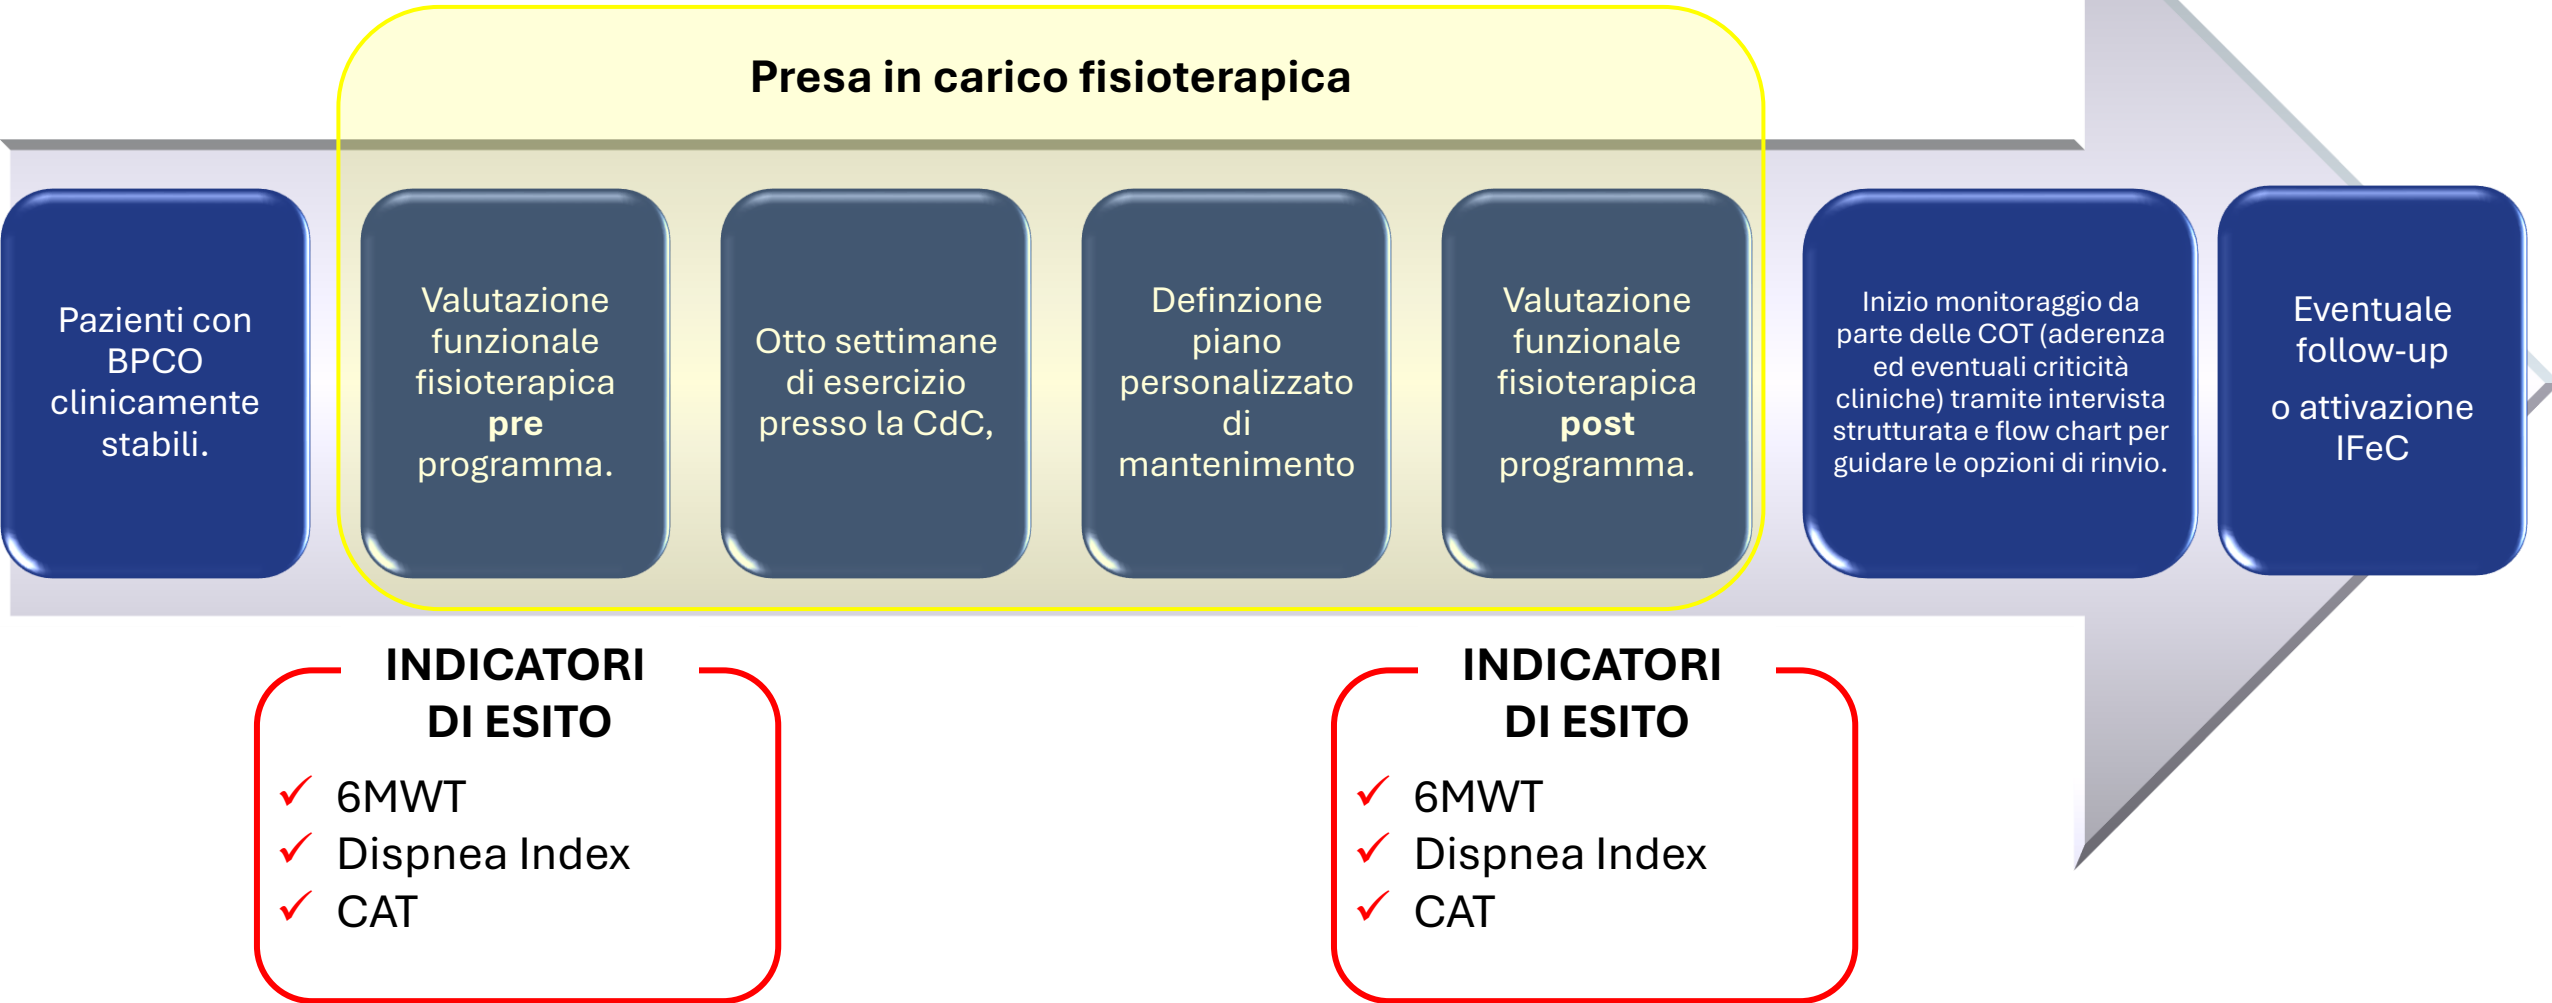 Presa in carico fisioterapica
Pazienti con
BPCO
clinicamente
stabili.
Valutazione
funzionale
fisioterapica
pre
programma.
Otto settimane
di esercizio
presso la CdC,
Definzione
piano
personalizzato
di
mantenimento
Valutazione
funzionale
fisioterapica
post
programma.
Inizio monitoraggio da
parte delle COT (aderenza
ed eventuali criticità
cliniche) tramite intervista
strutturata e flow chart per
guidare le opzioni di rinvio.
Eventuale
follow-up
o attivazione
IFeC
INDICATORI
DI ESITO
✓ 6MWT
✓ Dispnea Index
✓ CAT
INDICATORI
DI ESITO
✓ 6MWT
✓ Dispnea Index
✓ CAT